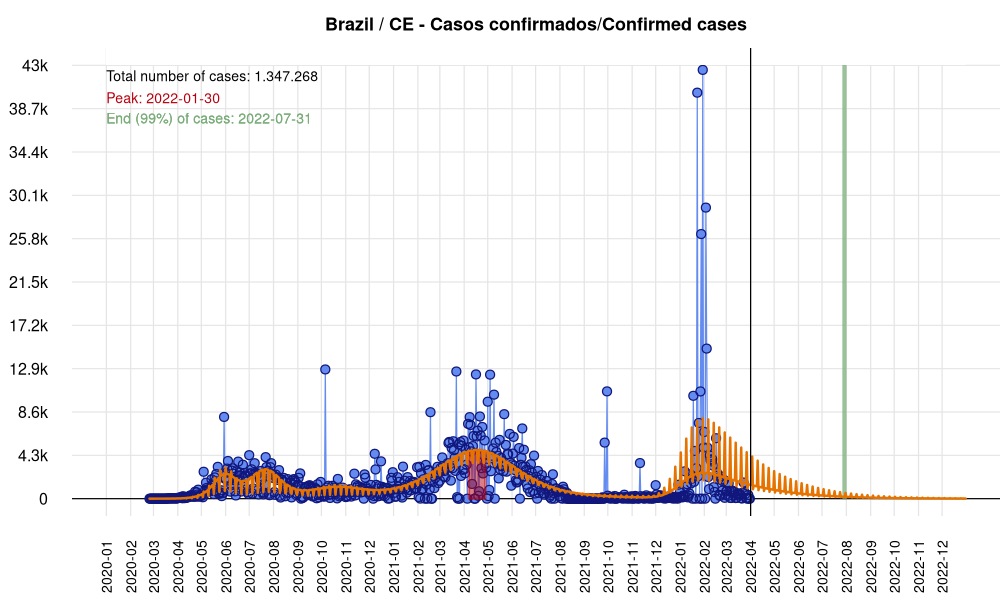 Brazil / CE - Casos confirmados/Confirmed cases
Total number of cases: 1.347.268
Peak: 2022-01-30
End (99%) of cases: 2022-07-31
43k
38.7k
34.4k
30.1k
25.8k
21.5k
17.2k
12.9k
8.6k
4.3k
0
2020-01
2020-02
2020-03
2020-04
2020-05
2020-06
2020-07
2020-08
2020-09
2020-10
2020-11
2020-12
2021-01
2021-02
2021-03
2021-04
2021-05
2021-06
2021-07
2021-08
2021-09
2021-10
2021-11
2021-12
2022-01
2022-02
2022-03
2022-04
2022-05
2022-06
2022-07
2022-08
2022-09
2022-10
2022-11
2022-12